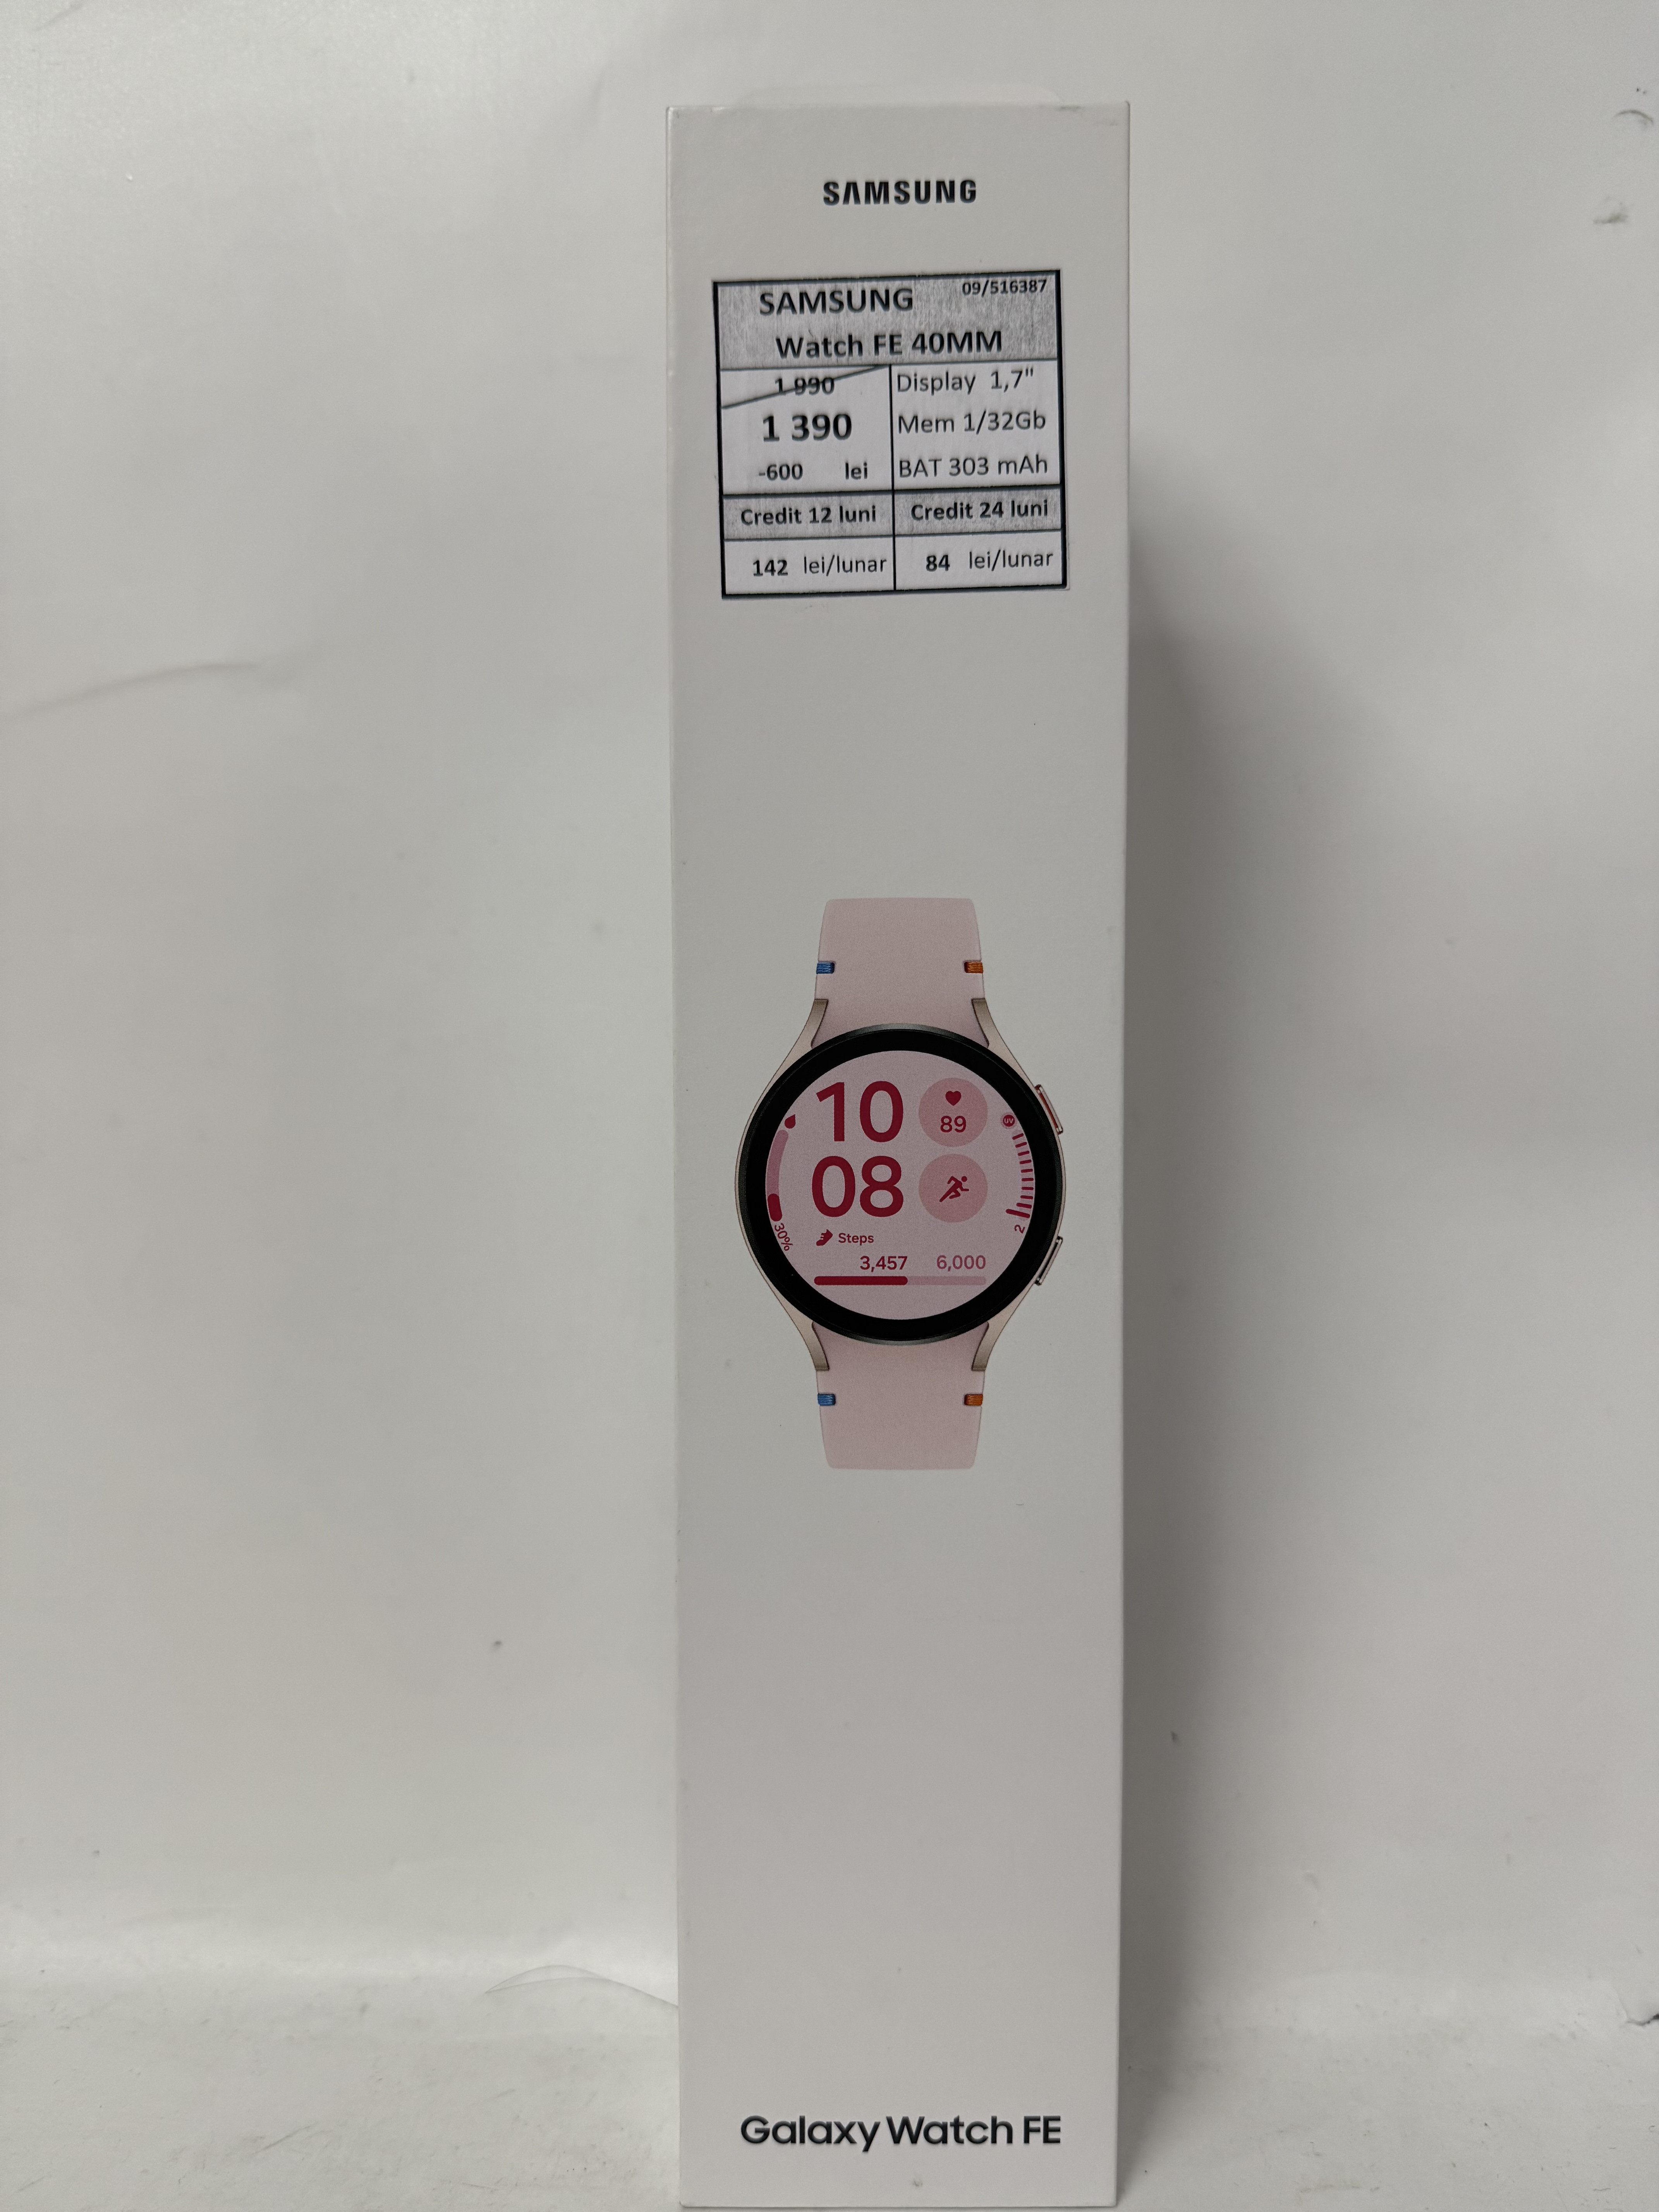 SAMSUNG
SAMSUNG 09/516387
Watch FE 40MM
1 990 Display 1,7"
1 390 Mem 1/32Gb
-600 lei BAT 303 mAh
Credit 12 luni Credit 24 luni
142 lei/lunar 84 lei/lunar
10
89
08
30%
2
Steps
3,457 6,000
Galaxy Watch FE